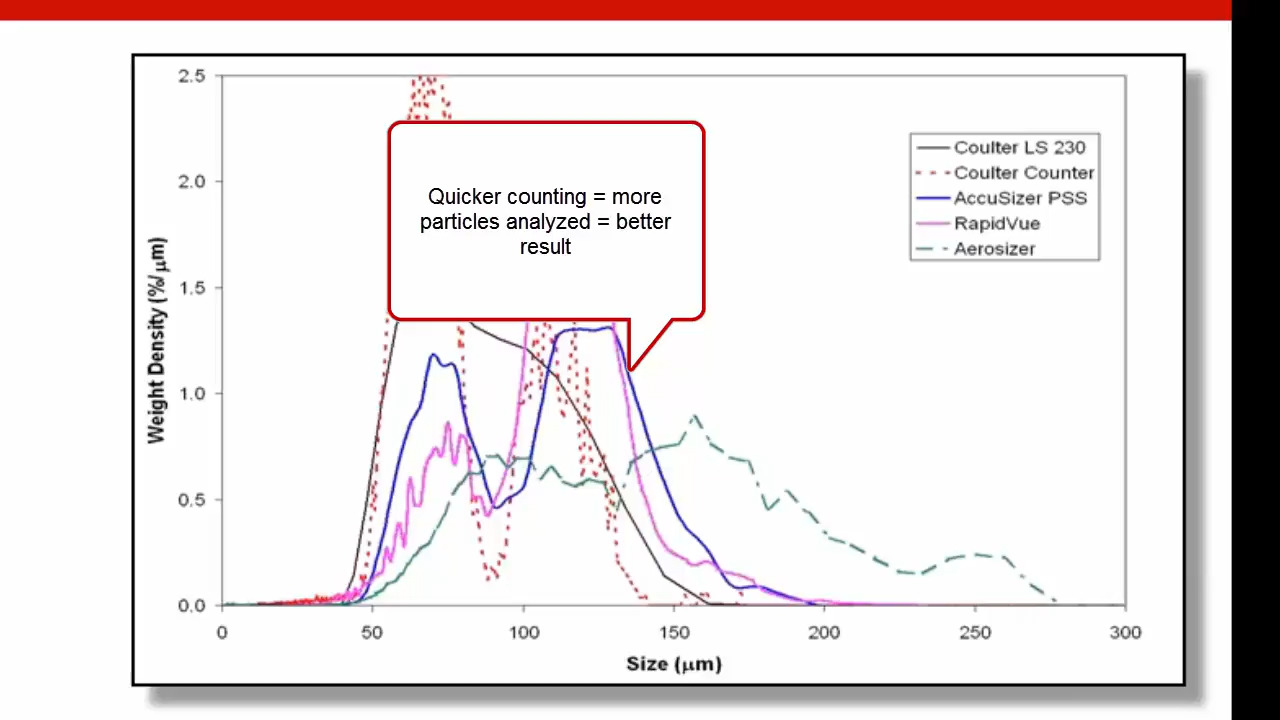 2.5
2.0
1.5
1.0
0.5
0.0
Weight Density (%/μm)
Quicker counting = more
particles analyzed = better
result
Coulter LS 230
Coulter Counter
AccuSizer PSS
RapidVue
Aerosizer
0 50 100 150 200 250 300
Size (μm)